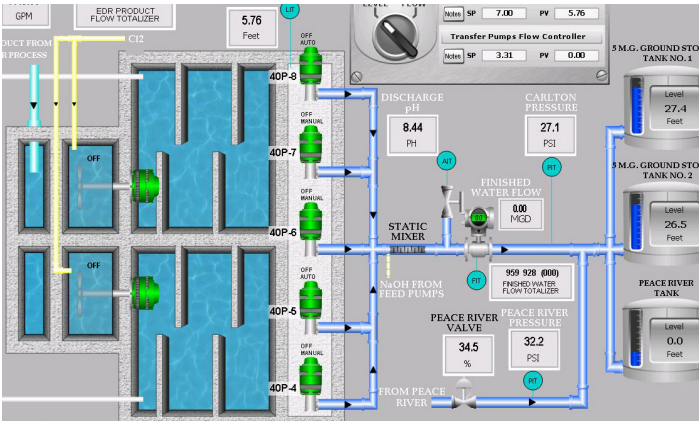 GPM
EDR PRODUCT
FLOW TOTALIZER
5.76
Feet
LIT
LEVEL FLOW
Notes SP 7.00 PV 5.76
Transfer Pumps Flow Controller
Notes SP 3.31 PV 0.00
DUCT FROM
R PROCESS
Cl2
OFF
AUTO
40P-8
OFF
MANUAL
40P-7
OFF
MANUAL
40P-6
OFF
AUTO
40P-6
OFF
MANUAL
40P-4
OFF
OFF
DISCHARGE
pH
8.44
PH
AIT
CARLTON
PRESSURE
27.1
PSI
PIT
FINISHED
WATER FLOW
0.00
MGD
STATIC
MIXER
NaOH FROM
FEED PUMPS
FIT
959 928 (000)
FINISHED WATER
FLOW TOTALIZER
PEACE RIVER
VALVE
34.5
%
PEACE RIVER
PRESSURE
32.2
PSI
PIT
FROM PEACE
RIVER
5 M.G. GROUND STO
TANK NO. 1
Level
27.4
Feet
5 M.G. GROUND STO
TANK NO. 2
Level
26.5
Feet
PEACE RIVER
TANK
Level
0.0
Feet